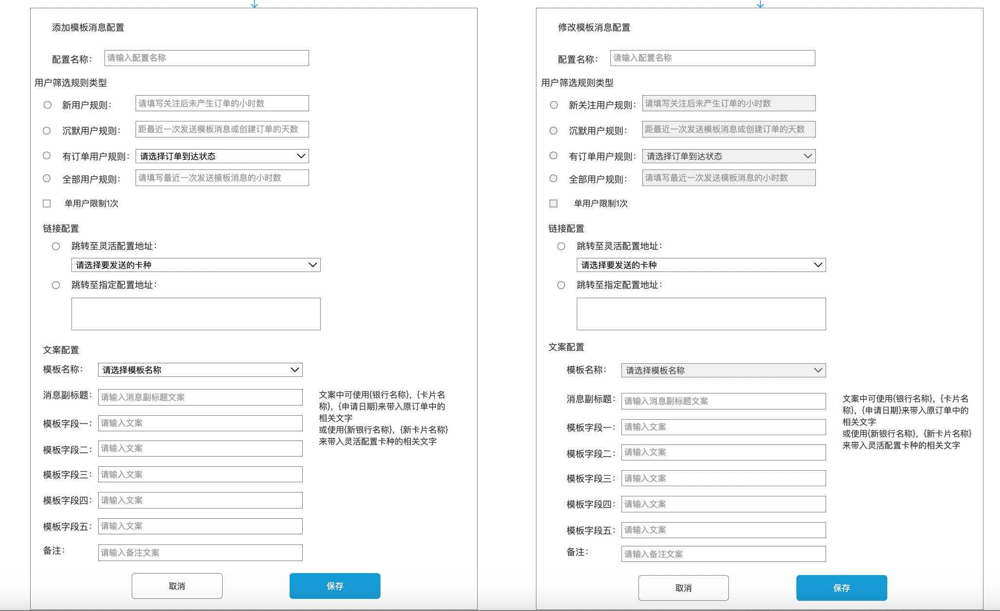 添加模板消息配置
配置名称：
请输入配置名称
用户筛选规则类型
新用户规则：
请填写关注后未产生订单的小时数
沉默用户规则：
距最近一次发送模板消息或创建订单的天数
有订单用户规则：
请选择订单到达状态
全部用户规则：
请填写最近一次发送模板消息的小时数
单用户限制1次
链接配置
跳转至灵活配置地址：
请选择要发送的卡种
跳转至指定配置地址：
文案配置
模板名称：
请选择模板名称
消息副标题：
请输入消息副标题文案
文案中可使用{银行名称}，{卡片名
称}，{申请日期}来带入原订单中的
相关文字
或使用{新银行名称}，{新卡片名称}
来带入灵活配置卡种的相关文字
模板字段一：
请输入文案
模板字段二：
请输入文案
模板字段三：
请输入文案
模板字段四：
请输入文案
模板字段五：
请输入文案
备注：
请输入备注文案
取消
保存
修改模板消息配置
配置名称：
请输入配置名称
用户筛选规则类型
新关注用户规则：
请填写关注后未产生订单的小时数
沉默用户规则：
距最近一次发送模板消息或创建订单的天数
有订单用户规则：
请选择订单到达状态
全部用户规则：
请填写最近一次发送模板消息的小时数
单用户限制1次
链接配置
跳转至灵活配置地址：
请选择要发送的卡种
跳转至指定配置地址：
文案配置
模板名称：
请选择模板名称
消息副标题：
请输入消息副标题文案
文案中可使用{银行名称}，{卡片名
称}，{申请日期}来带入原订单中的
相关文字
或使用{新银行名称}，{新卡片名称}
来带入灵活配置卡种的相关文字
模板字段一：
请输入文案
模板字段二：
请输入文案
模板字段三：
请输入文案
模板字段四：
请输入文案
模板字段五：
请输入文案
备注：
请输入备注文案
取消
保存